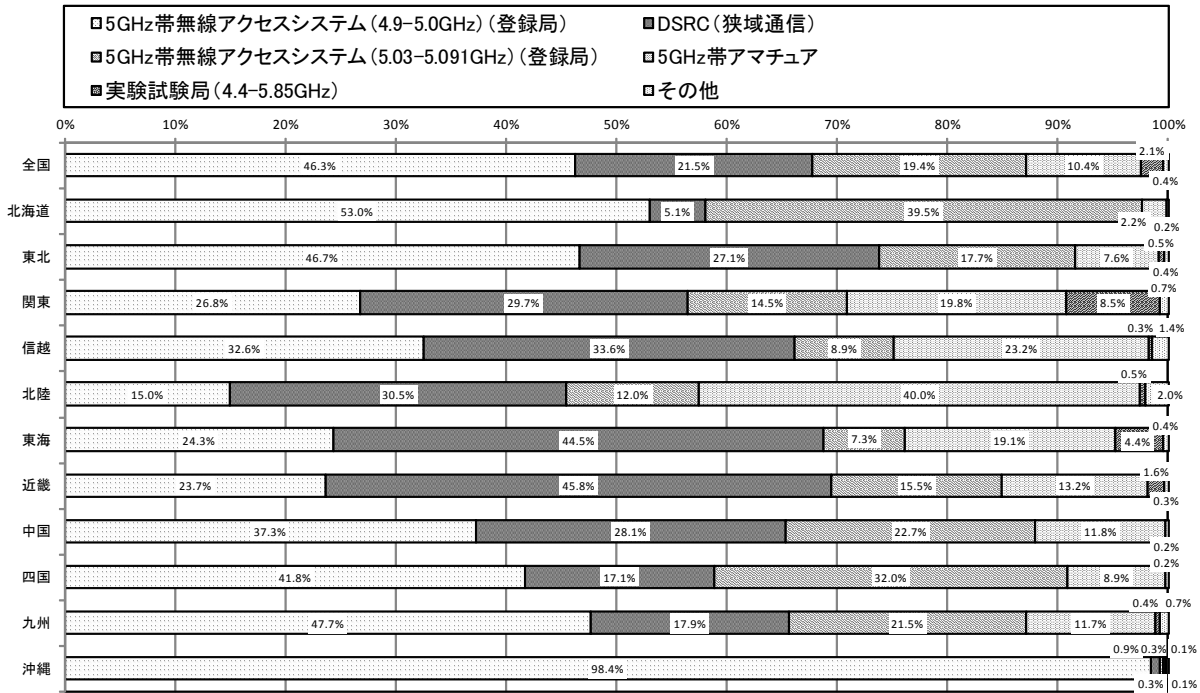 5GHz帯無線アクセスシステム(4.9-5.0GHz)(登録局) DSRC(狭域通信)
5GHz帯無線アクセスシステム(5.03-5.091GHz)(登録局) 5GHz帯アマチュア
実験試験局(4.4-5.85GHz) その他
0% 10% 20% 30% 40% 50% 60% 70% 80% 90% 100%
全国 46.3% 21.5% 19.4% 10.4% 2.1% 0.4%
北海道 53.0% 5.1% 39.5% 2.2% 0.2%
東北 46.7% 27.1% 17.7% 7.6% 0.5% 0.4%
関東 26.8% 29.7% 14.5% 19.8% 8.5% 0.7%
信越 32.6% 33.6% 8.9% 23.2% 0.3% 1.4%
北陸 15.0% 30.5% 12.0% 40.0% 0.5% 2.0%
東海 24.3% 44.5% 7.3% 19.1% 4.4% 0.4%
近畿 23.7% 45.8% 15.5% 13.2% 1.6% 0.3%
中国 37.3% 28.1% 22.7% 11.8% 0.2%
四国 41.8% 17.1% 32.0% 8.9% 0.2%
九州 47.7% 17.9% 21.5% 11.7% 0.4% 0.7%
沖縄 98.4% 0.9% 0.3% 0.1% 0.3% 0.1%